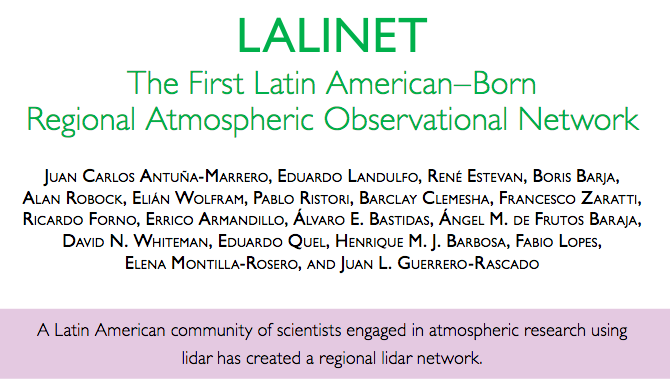 LALINET
The First Latin American–Born
Regional Atmospheric Observational Network
Juan Carlos Antuña-Marrero, Eduardo Landulfo, René Estevan, Boris Barja,
Alan Robock, Elián Wolfram, Pablo Ristori, Barclay Clemesha, Francesco Zaratti,
Ricardo Forno, Errico Armandillo, Álvaro E. Bastidas, Ángel M. de Frutos Baraja,
David N. Whiteman, Eduardo Quel, Henrique M. J. Barbosa, Fabio Lopes,
Elena Montilla-Rosero, and Juan L. Guerrero-Rascado
A Latin American community of scientists engaged in atmospheric research using
lidar has created a regional lidar network.